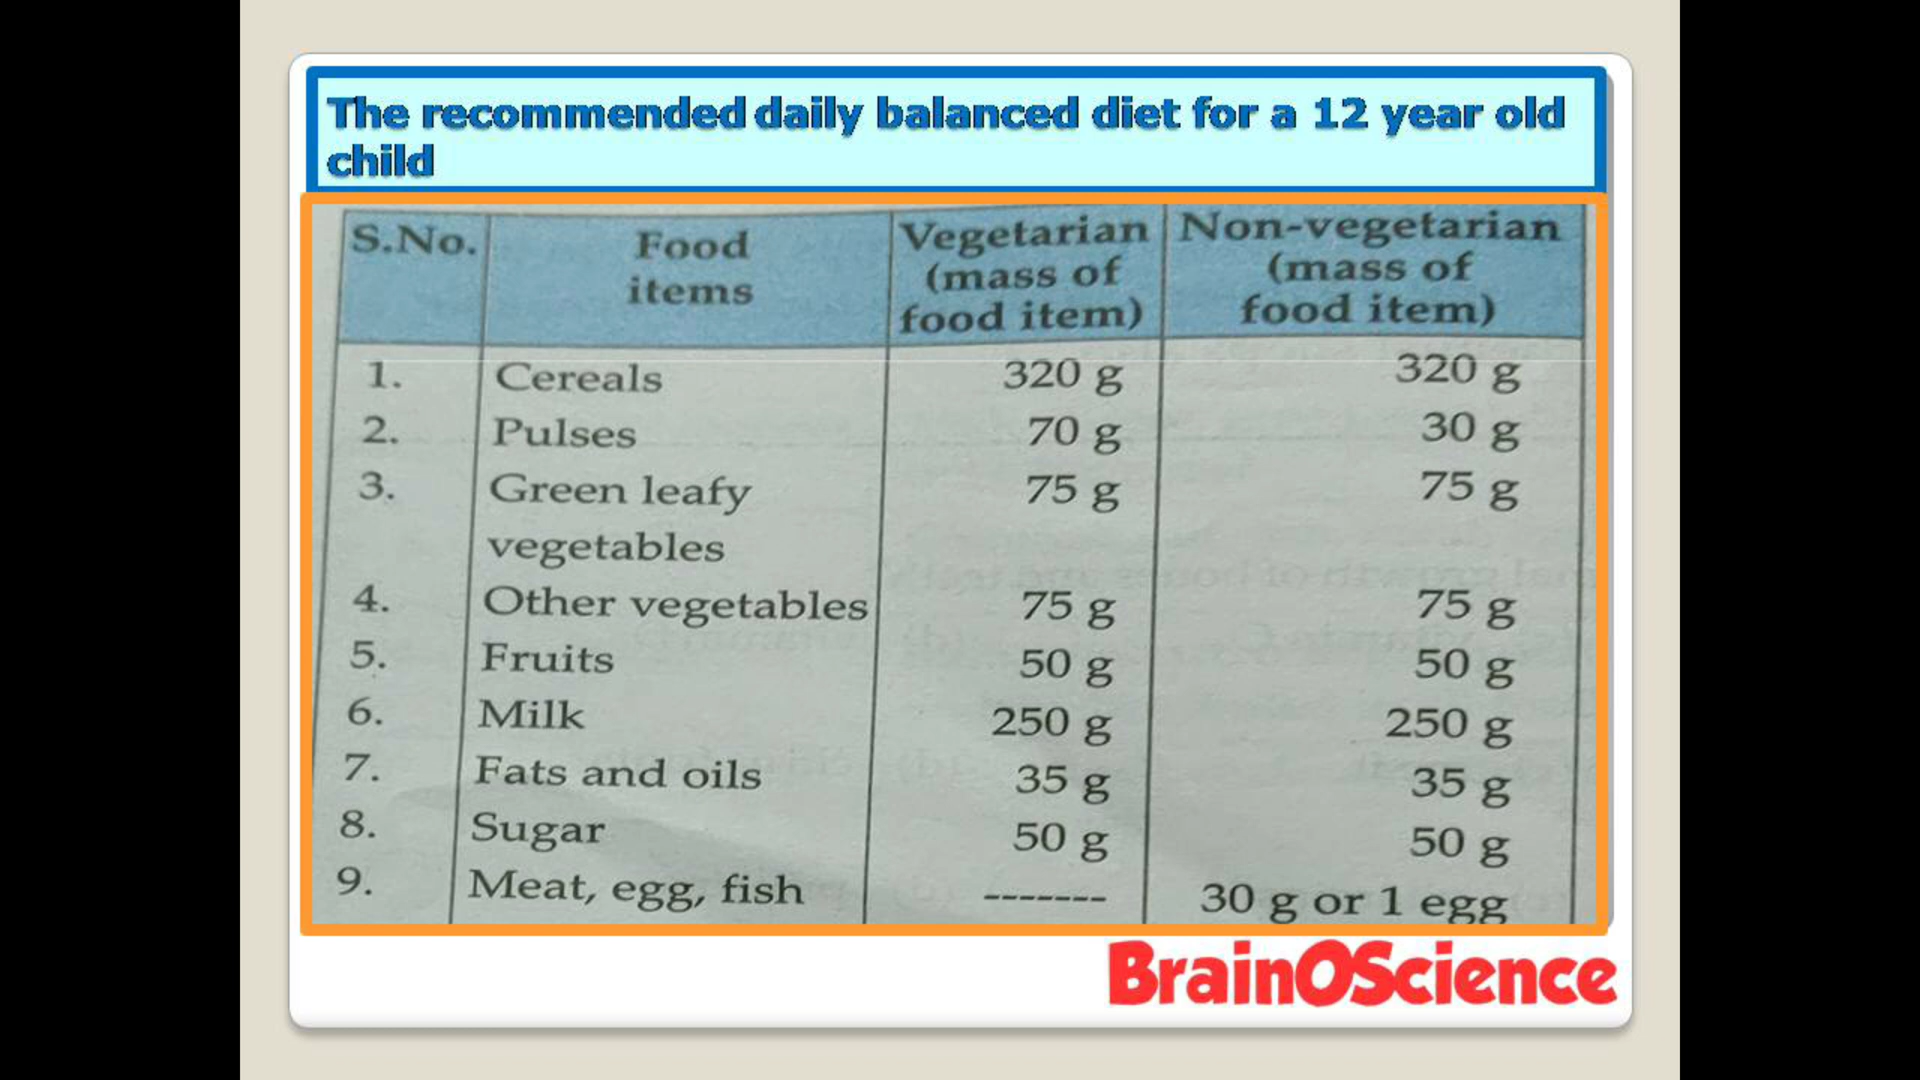 The recommended daily balanced diet for a 12 year old
child
S.No. Food items Vegetarian (mass of food item) Non-vegetarian (mass of food item)
1. Cereals 320 g 320 g
2. Pulses 70 g 30 g
3. Green leafy 75 g 75 g
vegetables
4. Other vegetables 75 g 75 g
5. Fruits 50 g 50 g
6. Milk 250 g 250 g
7. Fats and oils 35 g 35 g
8. Sugar 50 g 50 g
9. Meat, egg, fish ------- 30 g or 1 egg
BrainOScience